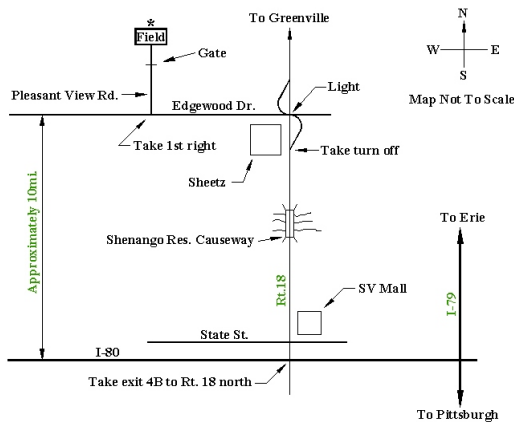 To Greenville
N
W
E
S
Map Not To Scale
*
Field
Gate
Pleasant View Rd.
Edgewood Dr.
Light
Take 1st right
Take turn off
Sheetz
Approximately 10mi.
Shenango Res. Causeway
Rt.18
To Erie
I-79
SV Mall
State St.
I-80
Take exit 4B to Rt. 18 north
To Pittsburgh